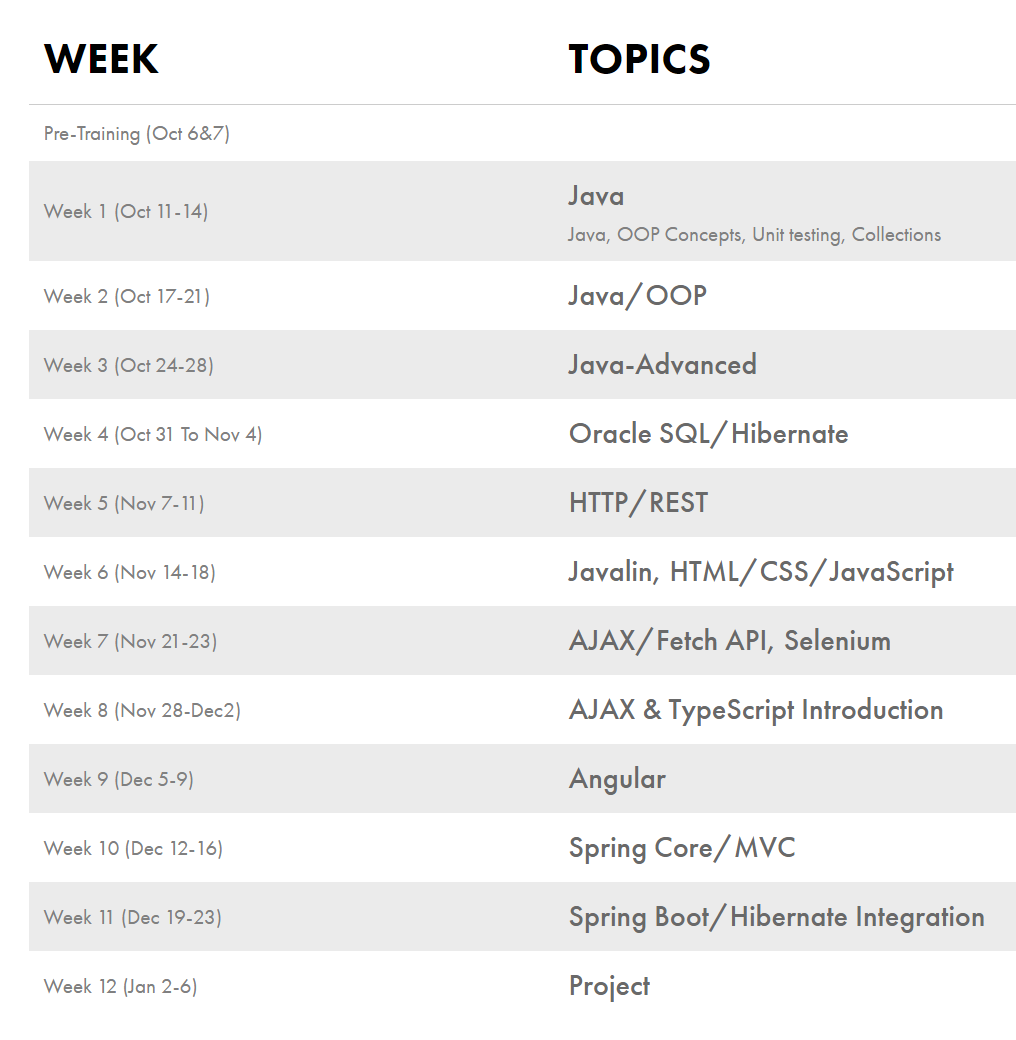 WEEK TOPICS
Pre-Training (Oct 6&7)
Week 1 (Oct 11-14) Java
Java, OOP Concepts, Unit testing, Collections
Week 2 (Oct 17-21) Java/OOP
Week 3 (Oct 24-28) Java-Advanced
Week 4 (Oct 31 To Nov 4) Oracle SQL/Hibernate
Week 5 (Nov 7-11) HTTP/REST
Week 6 (Nov 14-18) Javalin, HTML/CSS/JavaScript
Week 7 (Nov 21-23) AJAX/Fetch API, Selenium
Week 8 (Nov 28-Dec2) AJAX & TypeScript Introduction
Week 9 (Dec 5-9) Angular
Week 10 (Dec 12-16) Spring Core/MVC
Week 11 (Dec 19-23) Spring Boot/Hibernate Integration
Week 12 (Jan 2-6) Project